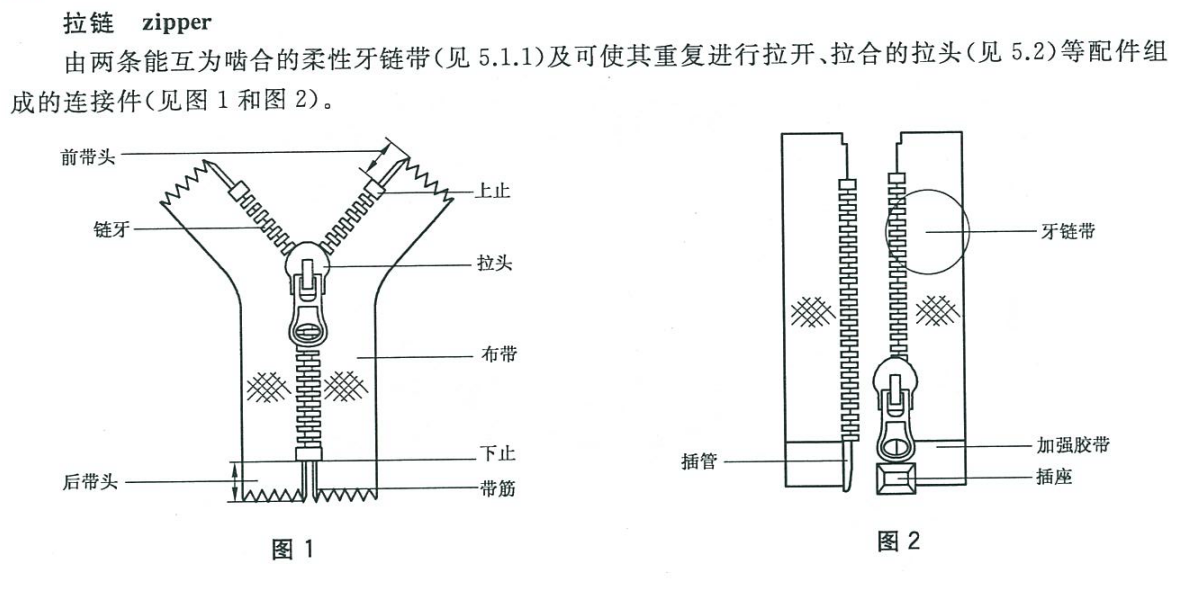 拉链 zipper
由两条能互为啮合的柔性牙链带(见 5.1.1)及可使其重复进行拉开、拉合的拉头(见 5.2)等配件组
成的连接件(见图 1 和图 2)。
前带头
上止
链牙
拉头
布带
下止
后带头
带筋
图 1
牙链带
加强胶带
插管
插座
图 2